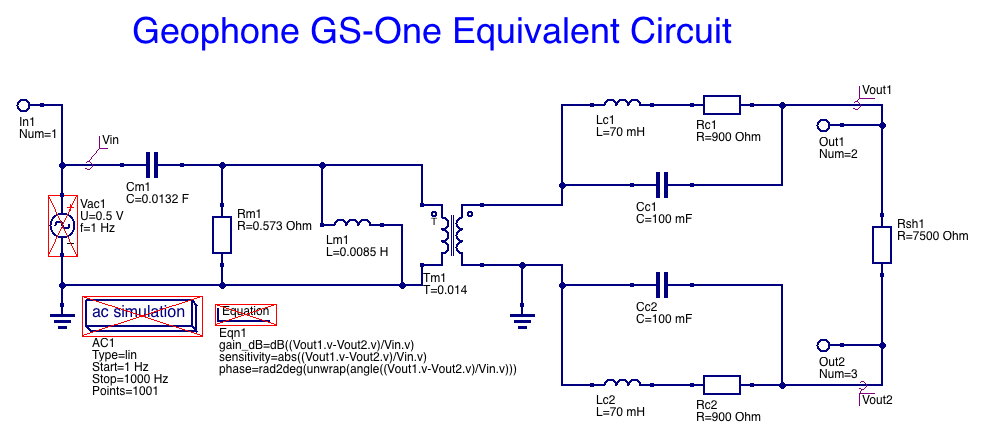 Geophone GS-One Equivalent Circuit
In1
Num=1
Vin
Cm1
C=0.0132 F
Vac1
U=0.5 V
f=1 Hz
Rm1
R=0.573 Ohm
Lm1
L=0.0085 H
T
Tm1
T=0.014
Lc1
L=70 mH
Rc1
R=900 Ohm
Vout1
Out1
Num=2
Cc1
C=100 mF
Rsh1
R=7500 Ohm
Cc2
C=100 mF
Out2
Num=3
Lc2
L=70 mH
Rc2
R=900 Ohm
Vout2
ac simulation
AC1
Type=lin
Start=1 Hz
Stop=1000 Hz
Points=1001
Equation
Eqn1
gain_dB=dB((Vout1.v-Vout2.v)/Vin.v)
sensitivity=abs((Vout1.v-Vout2.v)/Vin.v)
phase=rad2deg(unwrap(angle((Vout1.v-Vout2.v)/Vin.v)))